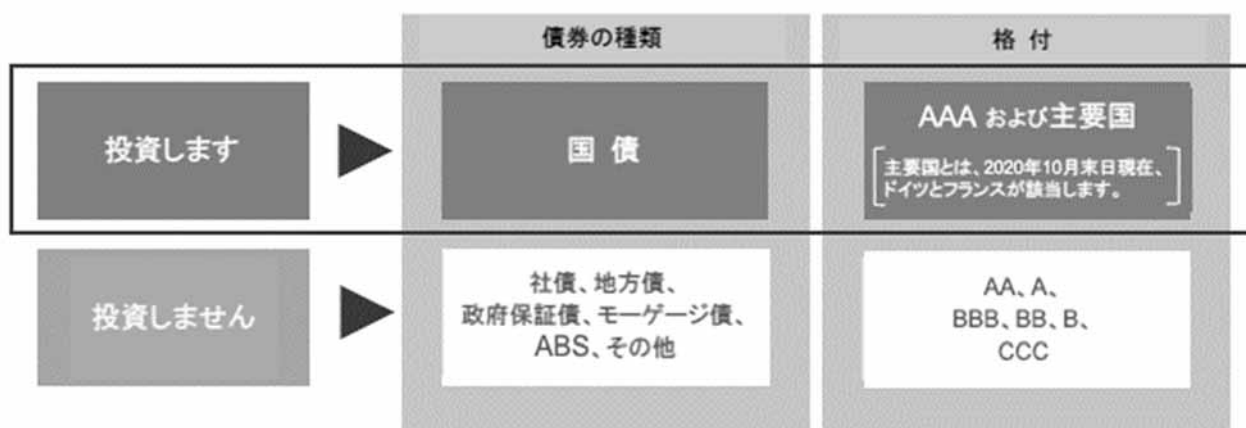 債券の種類
格 付
投資します
国 債
AAA および主要国
主要国とは、2020年10月末日現在、
ドイツとフランスが該当します。
投資しません
社債、地方債、
政府保証債、モーゲージ債、
ABS、その他
AA、A、
BBB、BB、B、
CCC